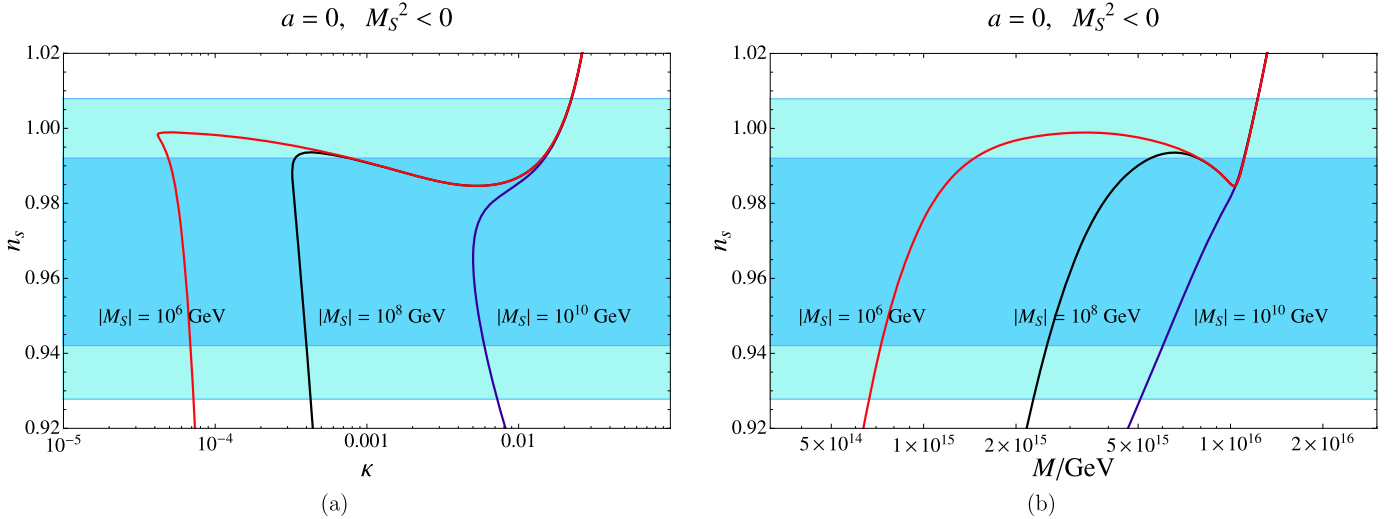 a = 0, M_S^2 < 0
1.02
1.00
0.98
0.96
0.94
0.92
n_s
|M_S| = 10^6 GeV
|M_S| = 10^8 GeV
|M_S| = 10^10 GeV
10^-5
10^-4
0.001
0.01
κ
(a)
a = 0, M_S^2 < 0
1.02
1.00
0.98
0.96
0.94
0.92
n_s
|M_S| = 10^6 GeV
|M_S| = 10^8 GeV
|M_S| = 10^10 GeV
5×10^14
1×10^15
2×10^15
5×10^15
1×10^16
2×10^16
M/GeV
(b)